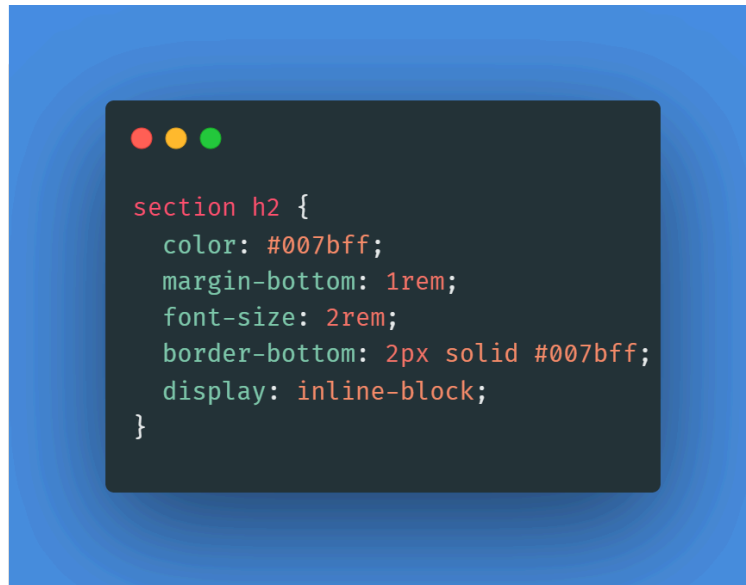 section h2 {
  color: #007bff;
  margin-bottom: 1rem;
  font-size: 2rem;
  border-bottom: 2px solid #007bff;
  display: inline-block;
}